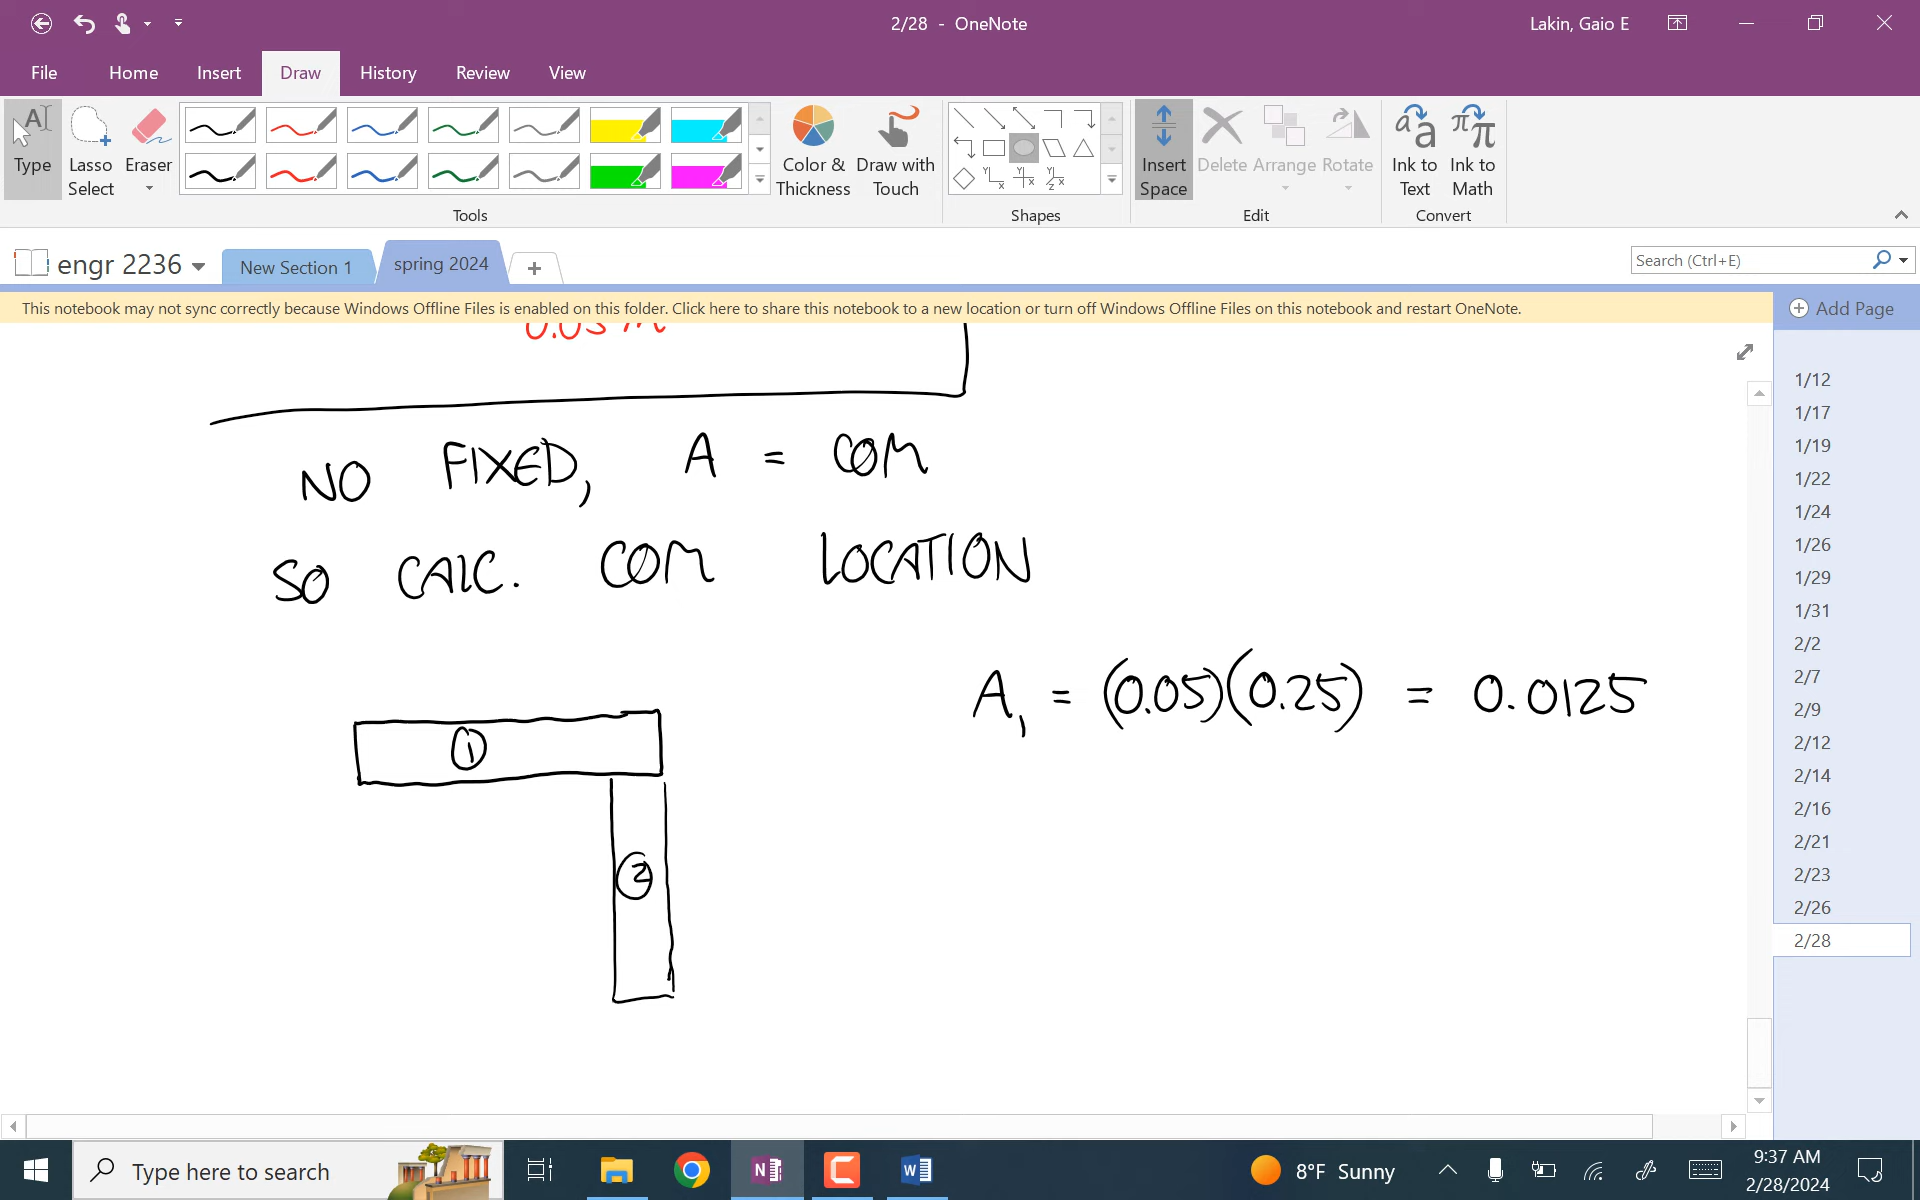 2/28 - OneNote
Lakin, Gaio E
File Home Insert Draw History Review View
Type
Lasso Select
Eraser
Color & Thickness
Draw with Touch
Insert Space
Delete Arrange Rotate
Ink to Text
Ink to Math
Tools Shapes Edit Convert
engr 2236
New Section 1
spring 2024
Search (Ctrl+E)
This notebook may not sync correctly because Windows Offline Files is enabled on this folder. Click here to share this notebook to a new location or turn off Windows Offline Files on this notebook and restart OneNote.
Add Page
0.05 m
NO FIXED, A = COM
SO CALC. COM LOCATION
A₁ = (0.05)(0.25) = 0.0125
①
②
1/12
1/17
1/19
1/22
1/24
1/26
1/29
1/31
2/2
2/7
2/9
2/12
2/14
2/16
2/21
2/23
2/26
2/28
Type here to search
8°F Sunny
9:37 AM
2/28/2024